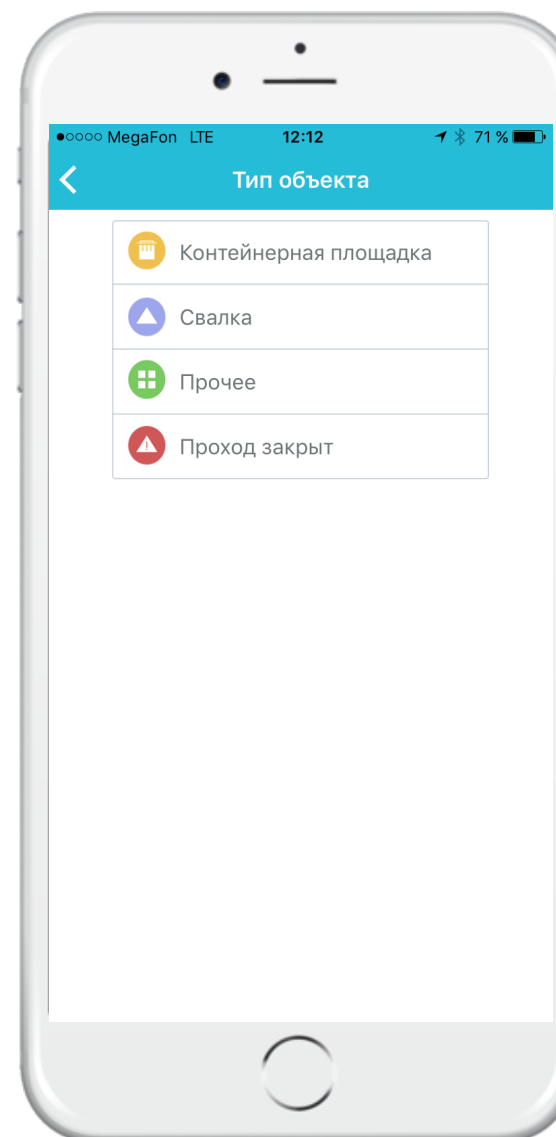 MegaFon LTE 12:12 71 %
Тип объекта
Контейнерная площадка
Свалка
Прочее
Проход закрыт